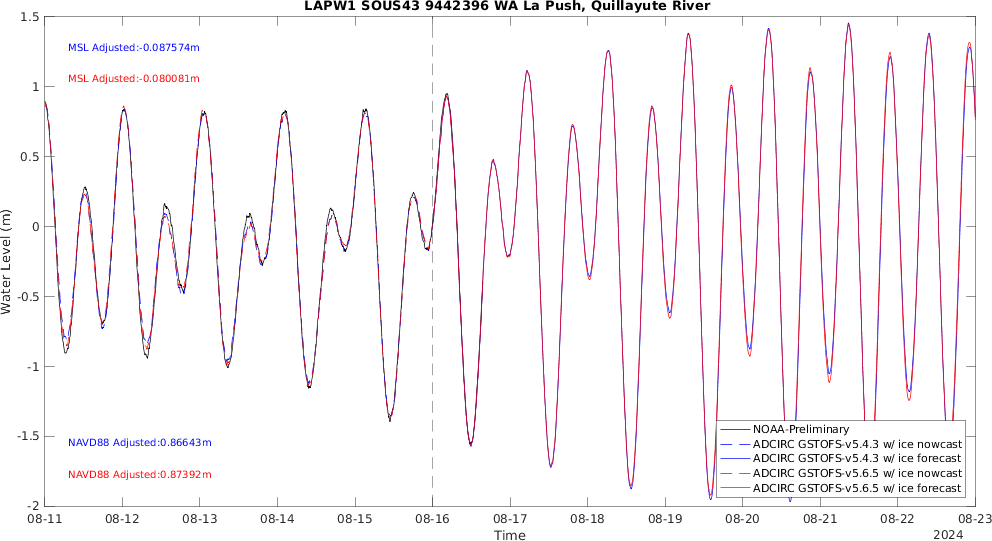 LAPW1 SOUS43 9442396 WA La Push, Quillayute River
1.5
1
0.5
0
-0.5
-1
-1.5
-2
Water Level (m)
MSL Adjusted:-0.087574m
MSL Adjusted:-0.080081m
NAVD88 Adjusted:0.86643m
NAVD88 Adjusted:0.87392m
NOAA-Preliminary
ADCIRC GSTOFS-v5.4.3 w/ ice nowcast
ADCIRC GSTOFS-v5.4.3 w/ ice forecast
ADCIRC GSTOFS-v5.6.5 w/ ice nowcast
ADCIRC GSTOFS-v5.6.5 w/ ice forecast
08-11 08-12 08-13 08-14 08-15 08-16 08-17 08-18 08-19 08-20 08-21 08-22 08-23
Time
2024